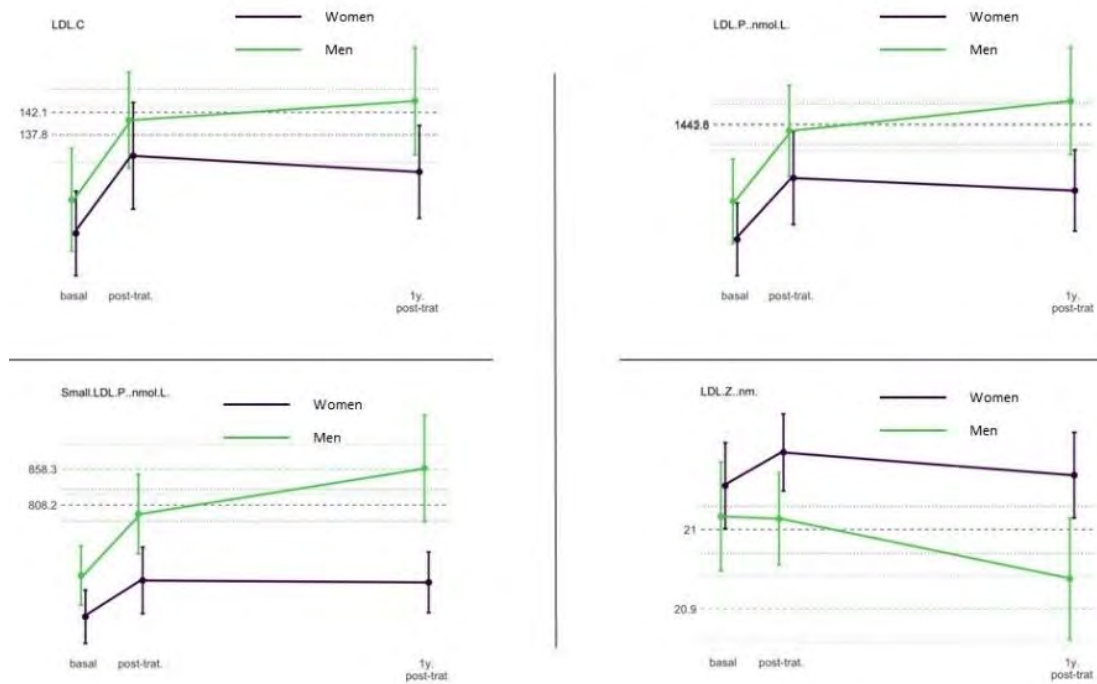 LDL.C
Women
Men
142.1
137.8
basal post-trat. 1y.
post-trat
LDL.P..nmol.L.
Women
Men
basal post-trat. 1y.
post-trat
Small.LDL.P..nmol.L.
Women
Men
858.3
808.2
basal post-trat. 1y.
post-trat
LDL.Z..nm.
Women
Men
21
20.9
basal post-trat. 1y.
post-trat